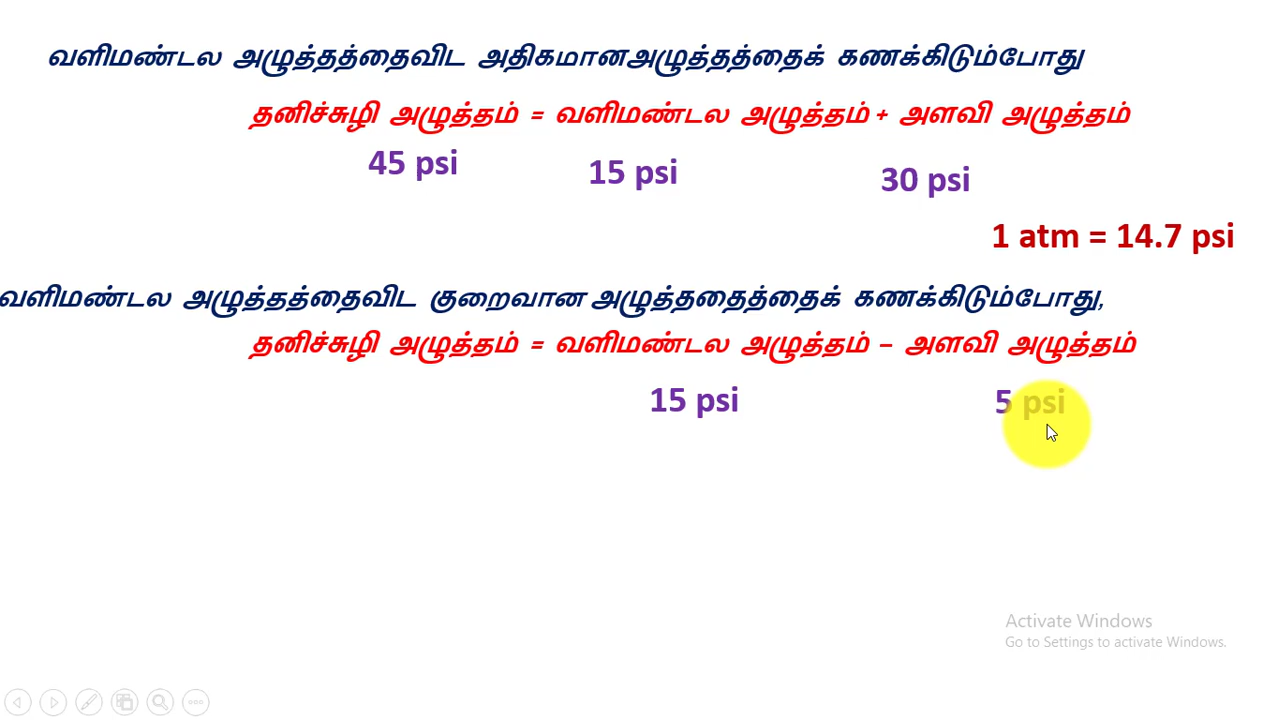 வளிமண்டல அழுத்தத்தைவிட அதிகமானஅழுத்தத்தைக் கணக்கிடும்போது
தனிச்சுழி அழுத்தம் = வளிமண்டல அழுத்தம் + அளவி அழுத்தம்
45 psi 15 psi 30 psi
1 atm = 14.7 psi
வளிமண்டல அழுத்தத்தைவிட குறைவான அழுத்ததைத்தைக் கணக்கிடும்போது,
தனிச்சுழி அழுத்தம் = வளிமண்டல அழுத்தம் – அளவி அழுத்தம்
15 psi 5 psi
Activate Windows
Go to Settings to activate Windows.